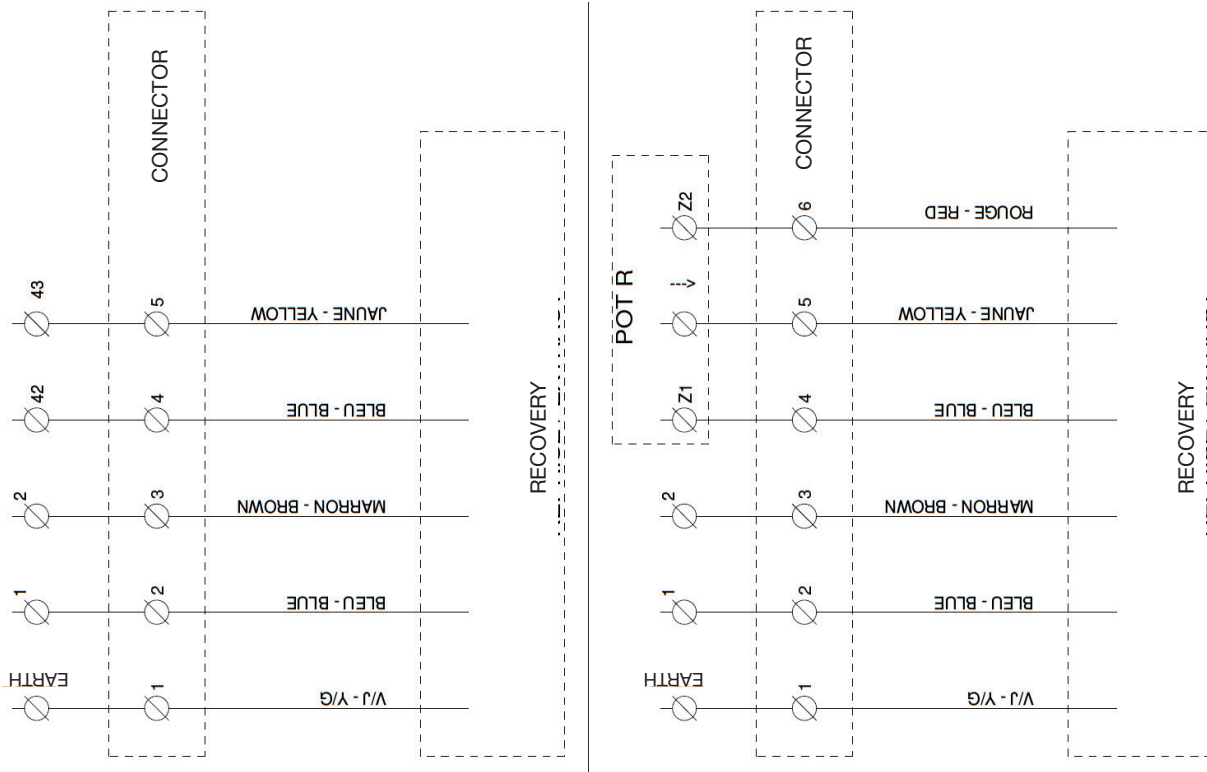 CONNECTOR
43
5
JAUNE - YELLOW
42
4
BLEU - BLUE
RECOVERY
2
3
MARRON - BROWN
1
2
BLEU - BLUE
EARTH
1
V/J - Y/G
CONNECTOR
POT R
Z2
6
ROUGE - RED
--->
5
JAUNE - YELLOW
Z1
4
BLEU - BLUE
RECOVERY
2
3
MARRON - BROWN
1
2
BLEU - BLUE
EARTH
1
V/J - Y/G